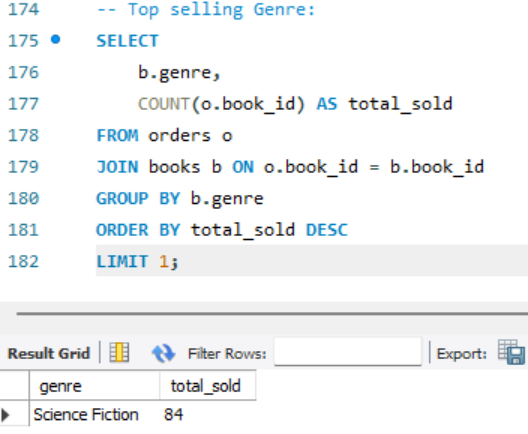 174 -- Top selling Genre:
175 SELECT
176 b.genre,
177 COUNT(o.book_id) AS total_sold
178 FROM orders o
179 JOIN books b ON o.book_id = b.book_id
180 GROUP BY b.genre
181 ORDER BY total_sold DESC
182 LIMIT 1;
Result Grid Filter Rows: Export:
genre total_sold
Science Fiction 84